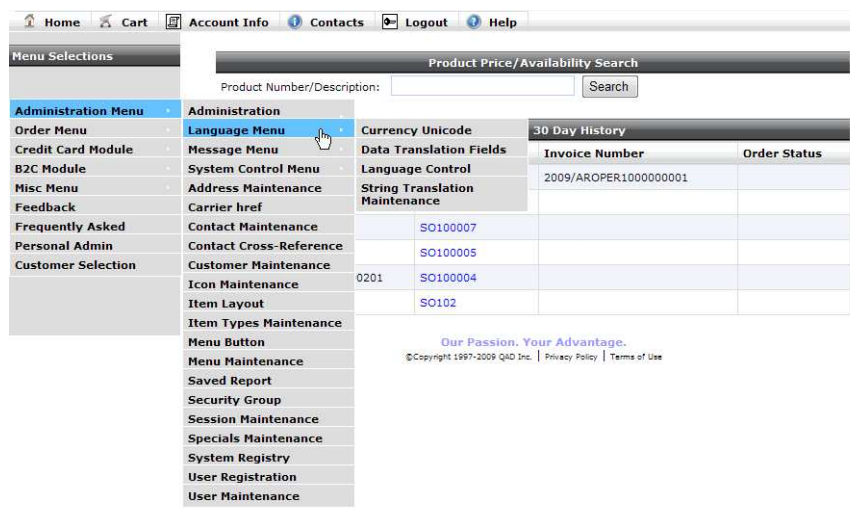 Home Cart Account Info Contacts Logout Help
Menu Selections
Product Price/Availability Search
Product Number/Description: Search
Administration Menu
Order Menu
Credit Card Module
B2C Module
Misc Menu
Feedback
Frequently Asked
Personal Admin
Customer Selection
Administration
Language Menu
Message Menu
System Control Menu
Address Maintenance
Carrier href
Contact Maintenance
Contact Cross-Reference
Customer Maintenance
Icon Maintenance
Item Layout
Item Types Maintenance
Menu Button
Menu Maintenance
Saved Report
Security Group
Session Maintenance
Specials Maintenance
System Registry
User Registration
User Maintenance
Currency Unicode
Data Translation Fields
Language Control
String Translation
Maintenance
30 Day History
Invoice Number Order Status
2009/AROPER1000000001
SO100007
SO100005
0201 SO100004
SO102
Our Passion. Your Advantage.
©Copyright 1997-2009 QAD Inc. | Privacy Policy | Terms of Use